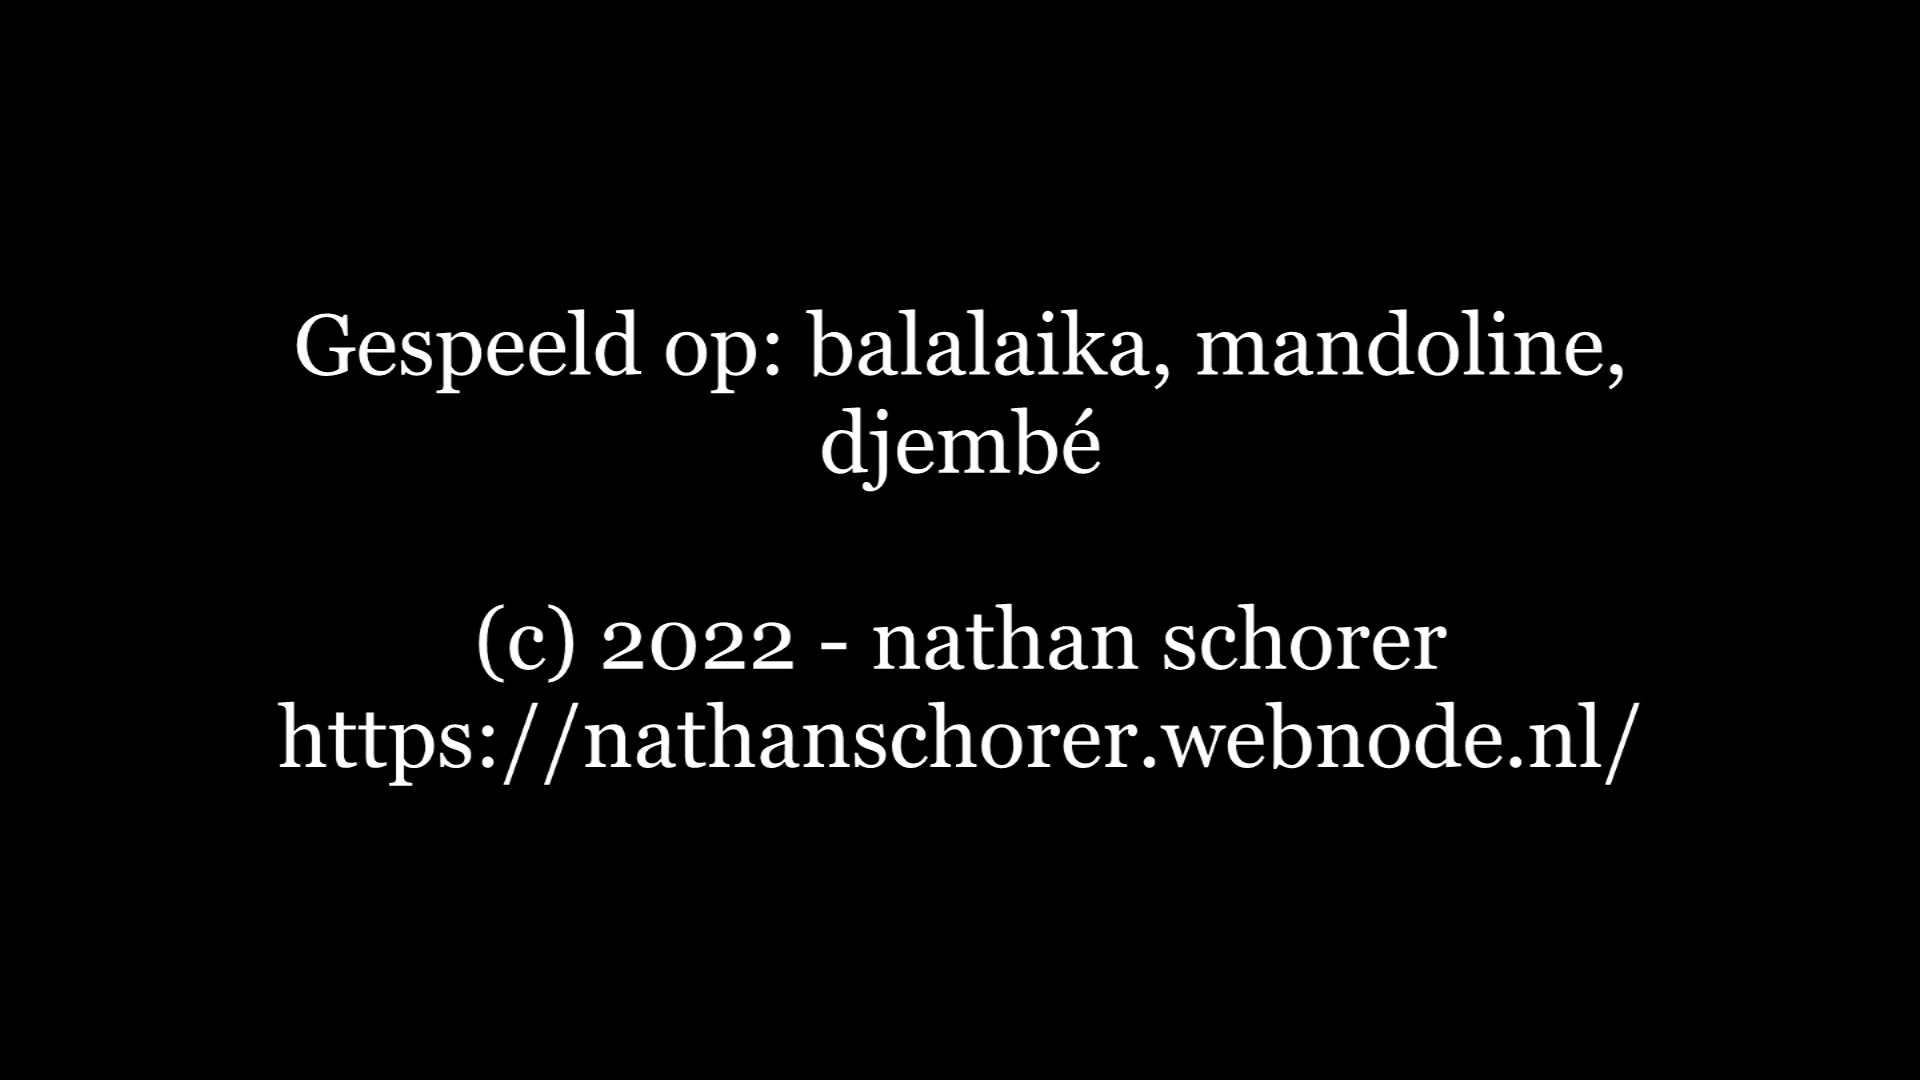 Gespeeld op: balalaika, mandoline,
djembé
(c) 2022 - nathan schorer
https://nathanschorer.webnode.nl/